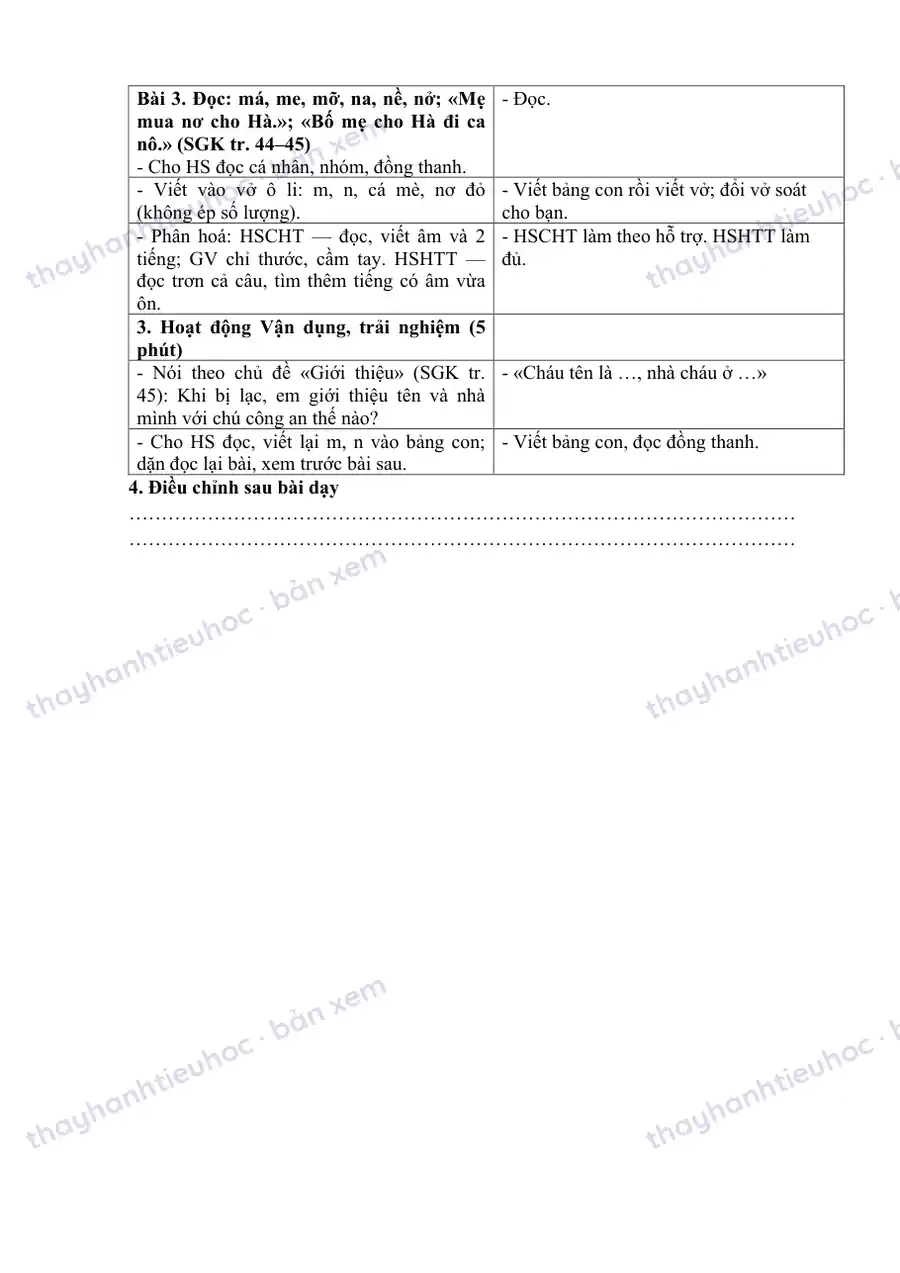 Bài 3. Đọc: má, me, mỡ, na, nề, nở; «Mẹ
mua nơ cho Hà.»; «Bố mẹ cho Hà đi ca
nô.» (SGK tr. 44–45)
- Cho HS đọc cá nhân, nhóm, đồng thanh.
- Đọc.
- Viết vào vở ô li: m, n, cá mè, nơ đỏ
(không ép số lượng).
- Viết bảng con rồi viết vở; đổi vở soát
cho bạn.
- Phân hoá: HSCHT — đọc, viết âm và 2
tiếng; GV chỉ thước, cầm tay. HSHTT —
đọc trơn cả câu, tìm thêm tiếng có âm vừa
ôn.
- HSCHT làm theo hỗ trợ. HSHTT làm
đủ.
3. Hoạt động Vận dụng, trải nghiệm (5
phút)
- Nói theo chủ đề «Giới thiệu» (SGK tr.
45): Khi bị lạc, em giới thiệu tên và nhà
mình với chú công an thế nào?
- «Cháu tên là …, nhà cháu ở …»
- Cho HS đọc, viết lại m, n vào bảng con;
dặn đọc lại bài, xem trước bài sau.
- Viết bảng con, đọc đồng thanh.
4. Điều chỉnh sau bài dạy
……………………………………………………………………………………………
……………………………………………………………………………………………
thayhanhtieuhoc · bản xem
thayhanhtieuhoc · b
thayhanhtieuhoc · bản xem
thayhanhtieuhoc · b
thayhanhtieuhoc · bản xem
thayhanhtieuhoc · b